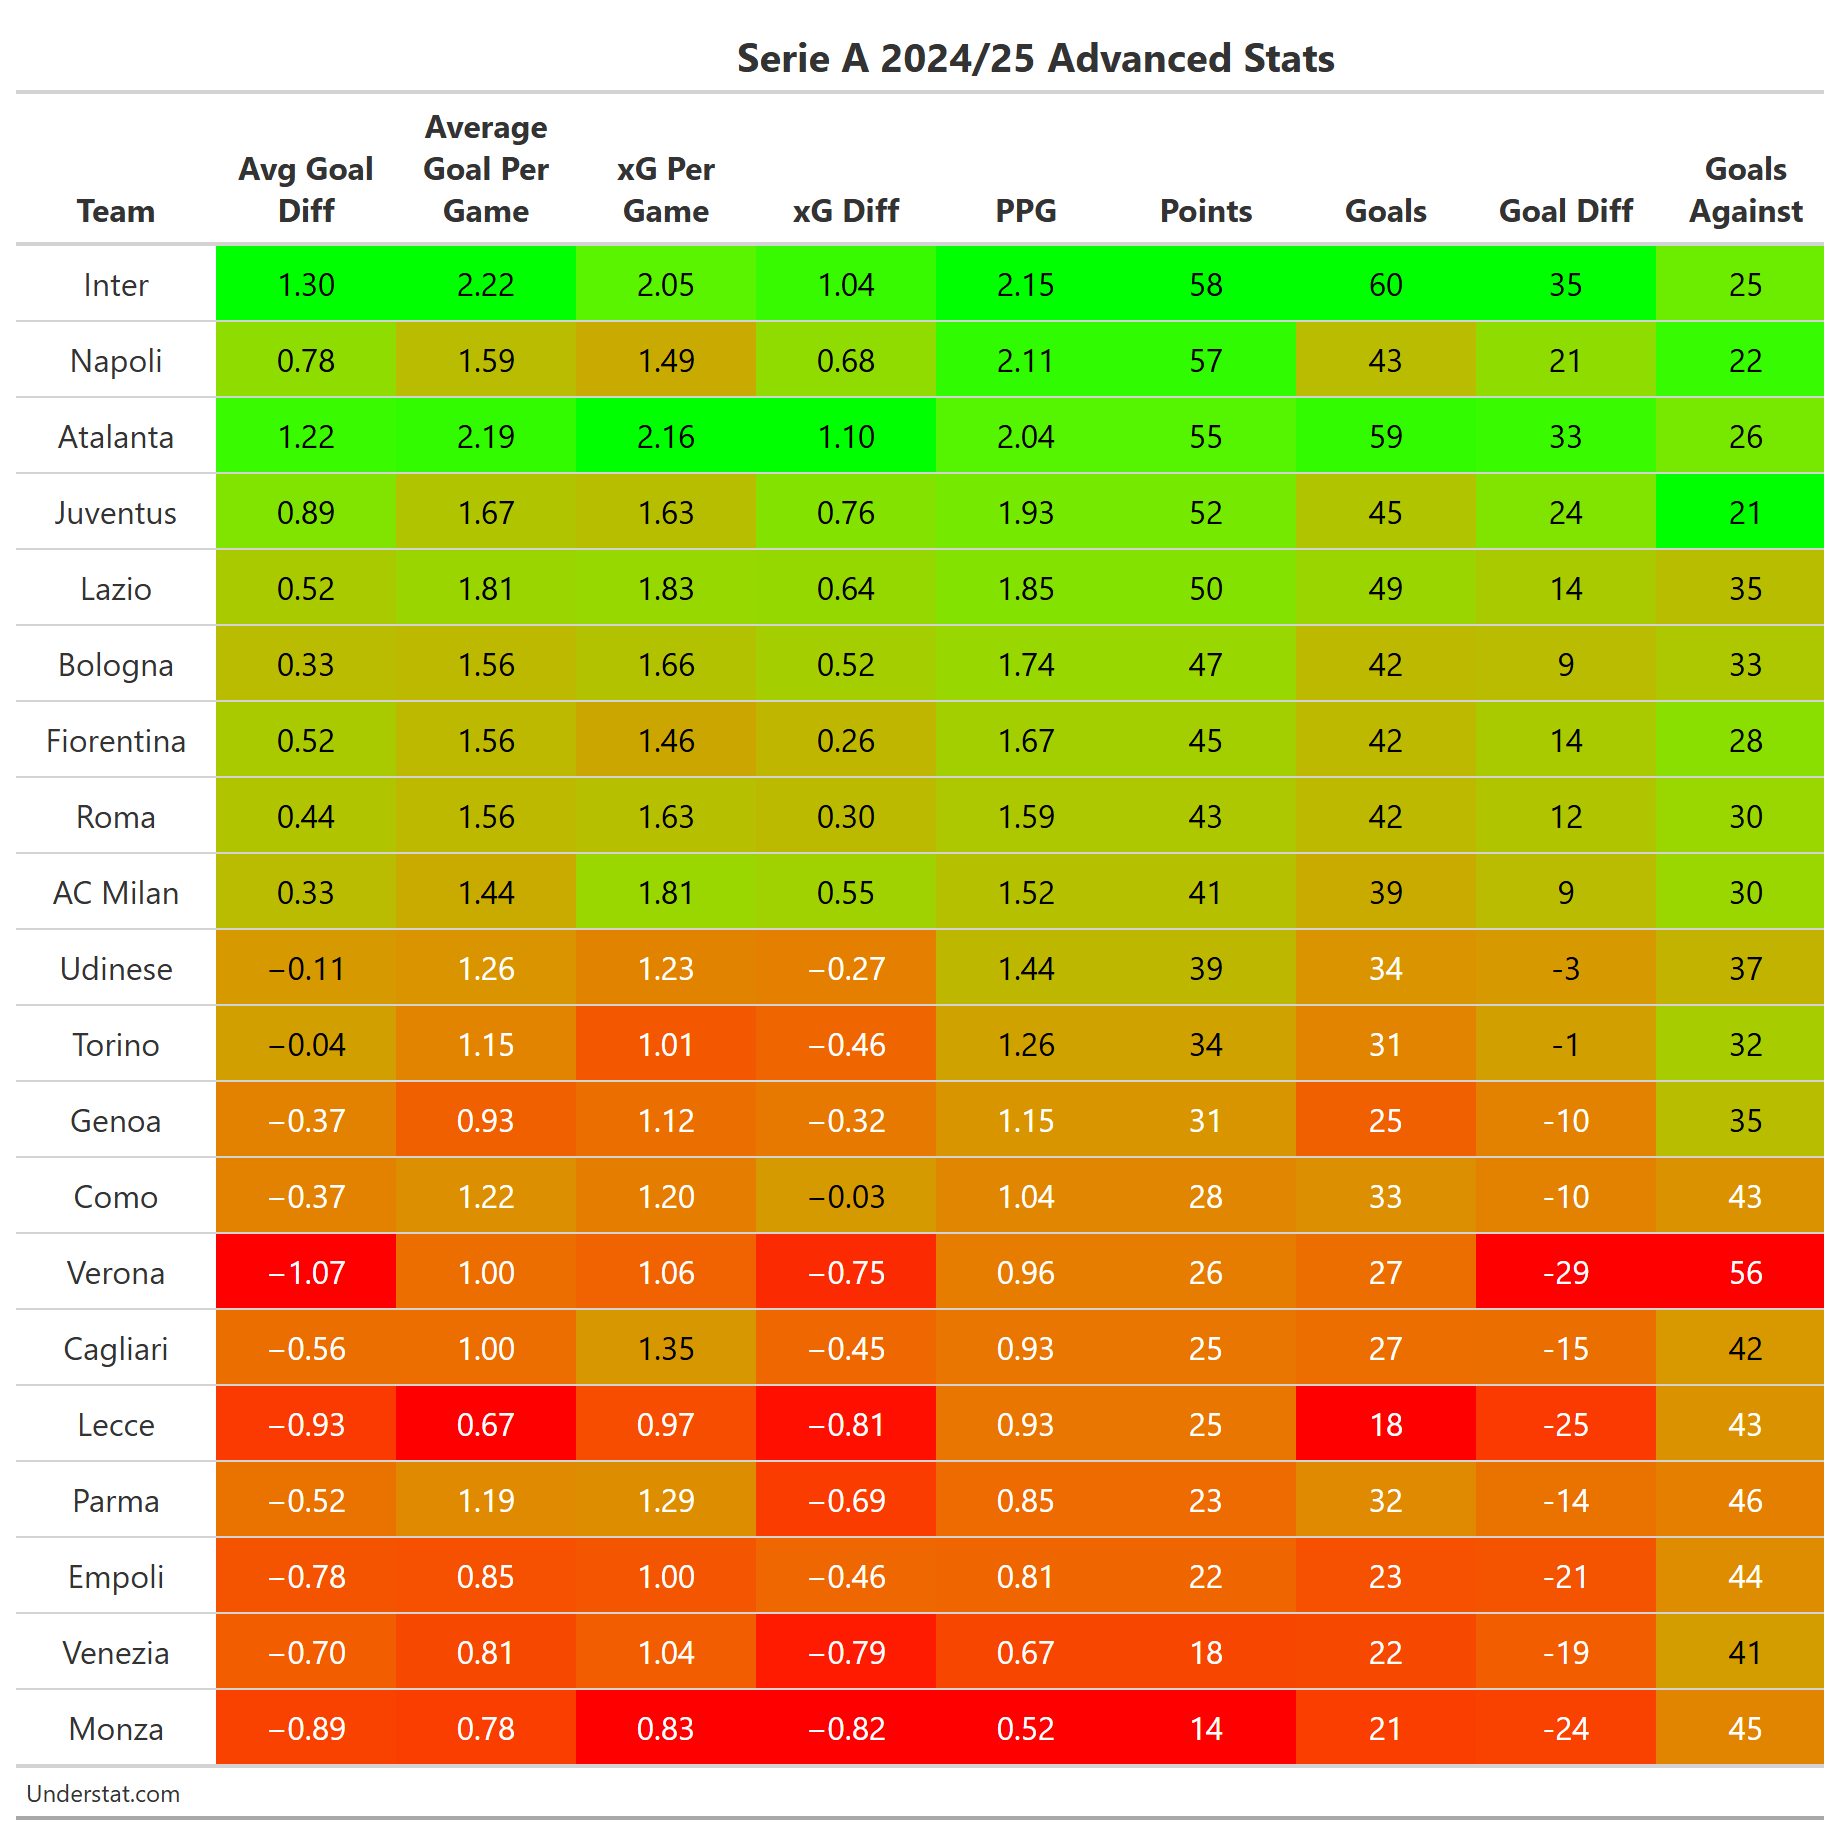 Serie A 2024/25 Advanced Stats
Team Avg Goal Diff Average Goal Per Game xG Per Game xG Diff PPG Points Goals Goal Diff Goals Against
Inter 1.30 2.22 2.05 1.04 2.15 58 60 35 25
Napoli 0.78 1.59 1.49 0.68 2.11 57 43 21 22
Atalanta 1.22 2.19 2.16 1.10 2.04 55 59 33 26
Juventus 0.89 1.67 1.63 0.76 1.93 52 45 24 21
Lazio 0.52 1.81 1.83 0.64 1.85 50 49 14 35
Bologna 0.33 1.56 1.66 0.52 1.74 47 42 9 33
Fiorentina 0.52 1.56 1.46 0.26 1.67 45 42 14 28
Roma 0.44 1.56 1.63 0.30 1.59 43 42 12 30
AC Milan 0.33 1.44 1.81 0.55 1.52 41 39 9 30
Udinese −0.11 1.26 1.23 −0.27 1.44 39 34 -3 37
Torino −0.04 1.15 1.01 −0.46 1.26 34 31 -1 32
Genoa −0.37 0.93 1.12 −0.32 1.15 31 25 -10 35
Como −0.37 1.22 1.20 −0.03 1.04 28 33 -10 43
Verona −1.07 1.00 1.06 −0.75 0.96 26 27 -29 56
Cagliari −0.56 1.00 1.35 −0.45 0.93 25 27 -15 42
Lecce −0.93 0.67 0.97 −0.81 0.93 25 18 -25 43
Parma −0.52 1.19 1.29 −0.69 0.85 23 32 -14 46
Empoli −0.78 0.85 1.00 −0.46 0.81 22 23 -21 44
Venezia −0.70 0.81 1.04 −0.79 0.67 18 22 -19 41
Monza −0.89 0.78 0.83 −0.82 0.52 14 21 -24 45
Understat.com